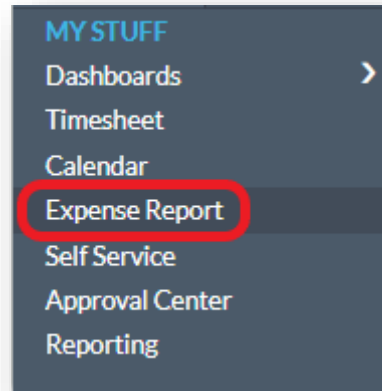 MY STUFF
Dashboards
Timesheet
Calendar
Expense Report
Self Service
Approval Center
Reporting